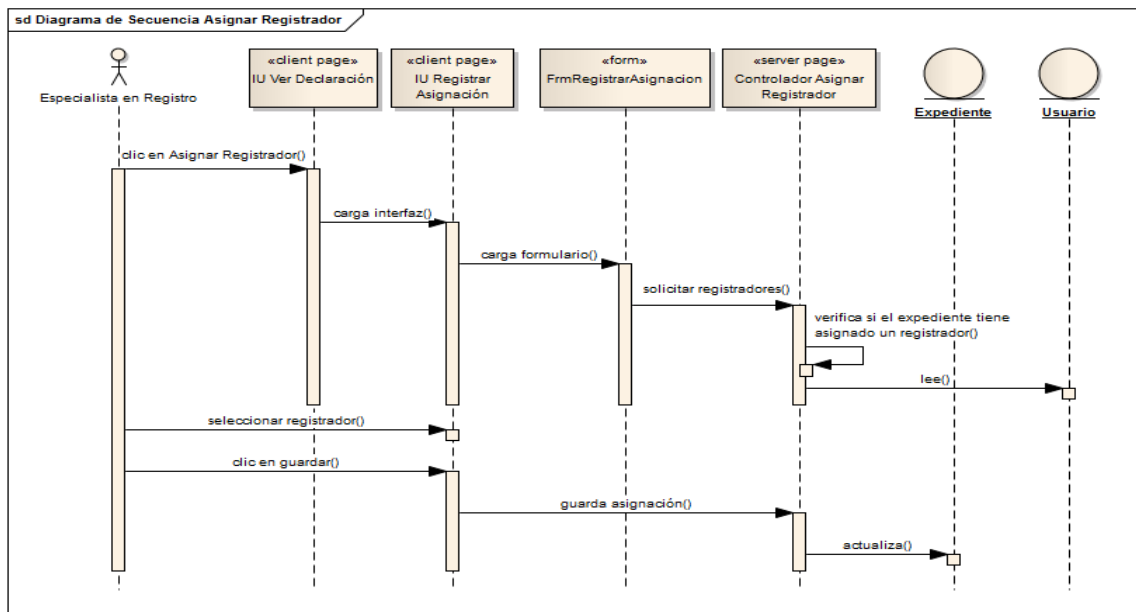 sd Diagrama de Secuencia Asignar Registrador
Especialista en Registro
«client page»
IU Ver Declaración
«client page»
IU Registrar
Asignación
«form»
FrmRegistrarAsignacion
«server page»
Controlador Asignar
Registrador
Expediente
Usuario
clic en Asignar Registrador()
carga interfaz()
carga formulario()
solicitar registradores()
verifica si el expediente tiene
asignado un registrador()
lee()
seleccionar registrador()
clic en guardar()
guarda asignación()
actualiza()